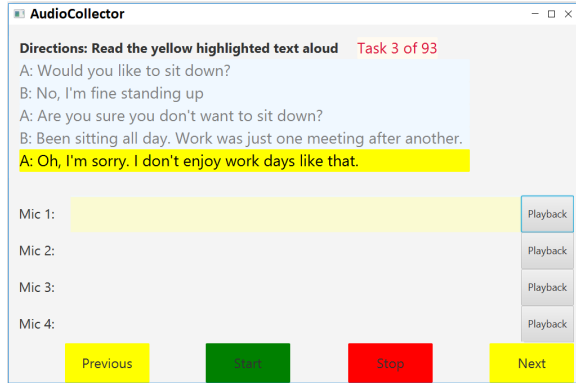 AudioCollector
Directions: Read the yellow highlighted text aloud Task 3 of 93
A: Would you like to sit down?
B: No, I'm fine standing up
A: Are you sure you don't want to sit down?
B: Been sitting all day. Work was just one meeting after another.
A: Oh, I'm sorry. I don't enjoy work days like that.
Mic 1: Playback
Mic 2: Playback
Mic 3: Playback
Mic 4: Playback
Previous Start Stop Next